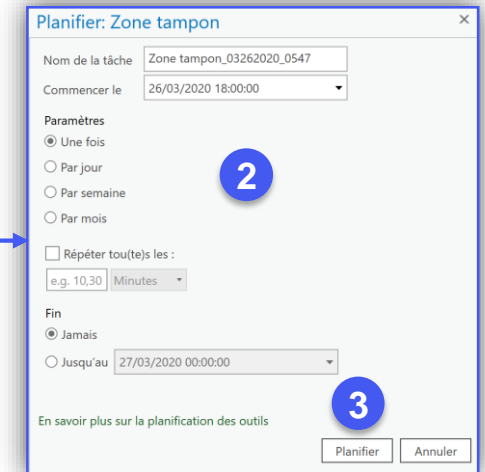 Planifier: Zone tampon ×
Nom de la tâche Zone tampon_03262020_0547
Commencer le 26/03/2020 18:00:00
Paramètres
Une fois
Par jour
2
Par semaine
Par mois
Répéter tou(te)s les :
e.g. 10,30 Minutes
Fin
Jamais
Jusqu'au 27/03/2020 00:00:00
3
En savoir plus sur la planification des outils
Planifier Annuler